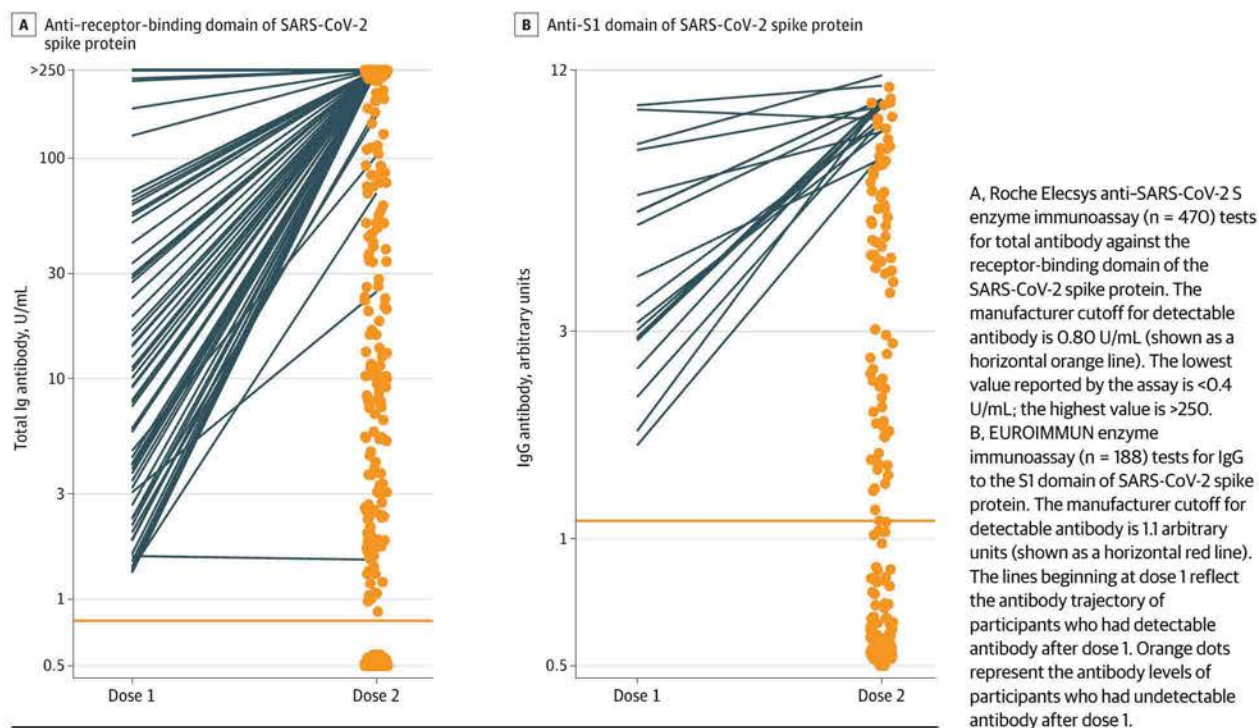 A Anti-receptor-binding domain of SARS-CoV-2
spike protein
>250
100
30
10
3
1
0.5
Total Ig antibody, U/mL
Dose 1
Dose 2
B Anti-S1 domain of SARS-CoV-2 spike protein
12
3
1
0.5
IgG antibody, arbitrary units
Dose 1
Dose 2
A, Roche Elecsys anti–SARS-CoV-2 S
enzyme immunoassay (n = 470) tests
for total antibody against the
receptor-binding domain of the
SARS-CoV-2 spike protein. The
manufacturer cutoff for detectable
antibody is 0.80 U/mL (shown as a
horizontal orange line). The lowest
value reported by the assay is <0.4
U/mL; the highest value is >250.
B, EUROIMMUN enzyme
immunoassay (n = 188) tests for IgG
to the S1 domain of SARS-CoV-2 spike
protein. The manufacturer cutoff for
detectable antibody is 1.1 arbitrary
units (shown as a horizontal red line).
The lines beginning at dose 1 reflect
the antibody trajectory of
participants who had detectable
antibody after dose 1. Orange dots
represent the antibody levels of
participants who had undetectable
antibody after dose 1.